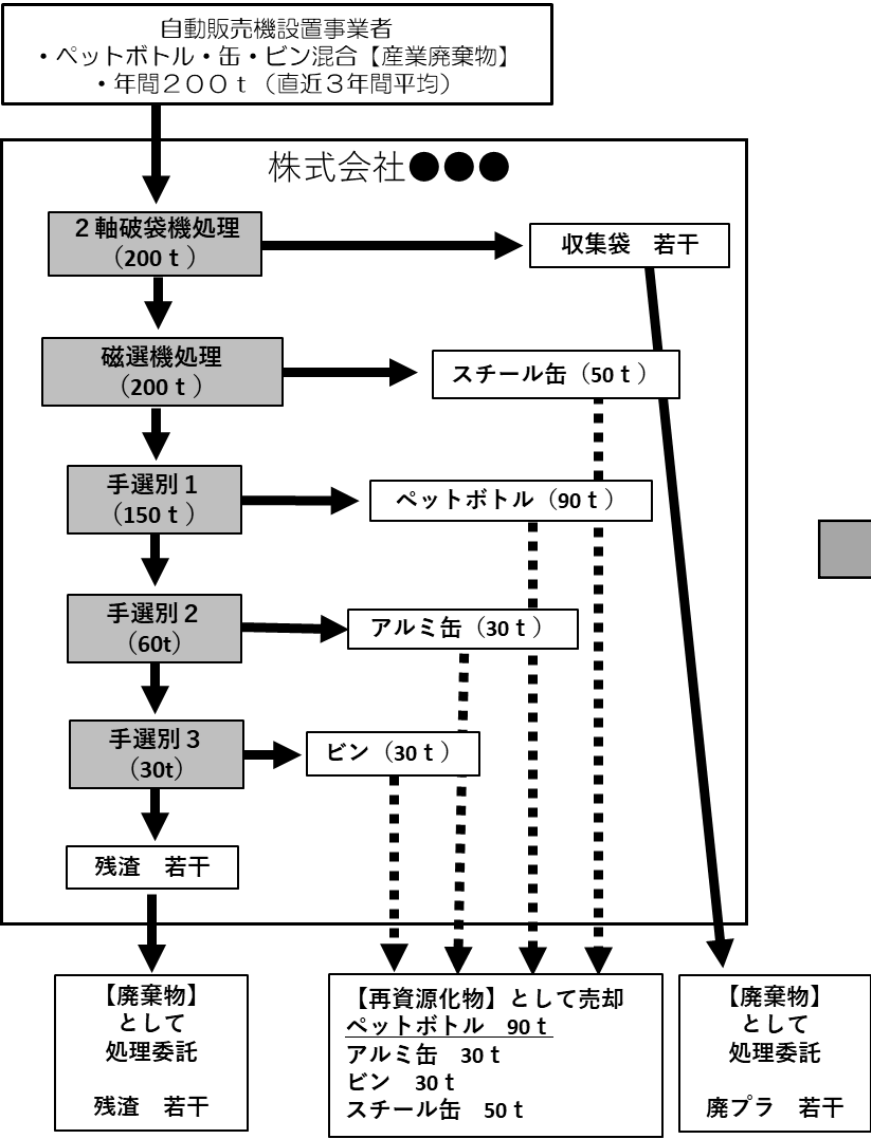 自動販売機設置事業者
・ペットボトル・缶・ビン混合【産業廃棄物】
・年間200t（直近3年間平均）
株式会社●●●
２軸破袋機処理
（200ｔ）
収集袋　若干
磁選機処理
（200ｔ）
スチール缶（50ｔ）
手選別１
（150ｔ）
ペットボトル（90ｔ）
手選別２
（60t）
アルミ缶（30ｔ）
手選別３
（30t）
ビン（30ｔ）
残渣　若干
【廃棄物】
として
処理委託
残渣　若干
【再資源化物】として売却
ペットボトル　90ｔ
アルミ缶　30ｔ
ビン　30ｔ
スチール缶　50ｔ
【廃棄物】
として
処理委託
廃プラ　若干